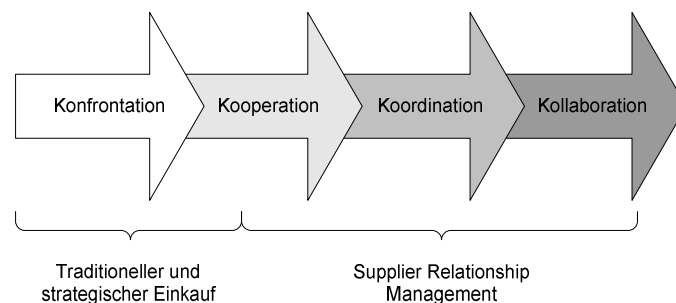 Konfrontation Kooperation Koordination Kollaboration
Traditioneller und
strategischer Einkauf
Supplier Relationship
Management